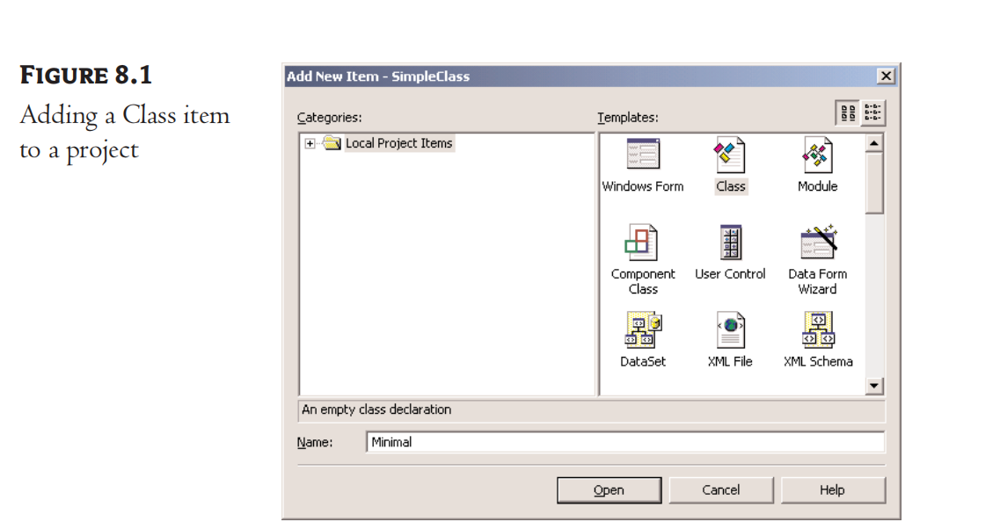 FIGURE 8.1
Adding a Class item
to a project
Add New Item - SimpleClass
Categories:
Templates:
Local Project Items
Windows Form
Class
Module
Component
Class
User Control
Data Form
Wizard
DataSet
XML File
XML Schema
An empty class declaration
Name:
Minimal
Open
Cancel
Help